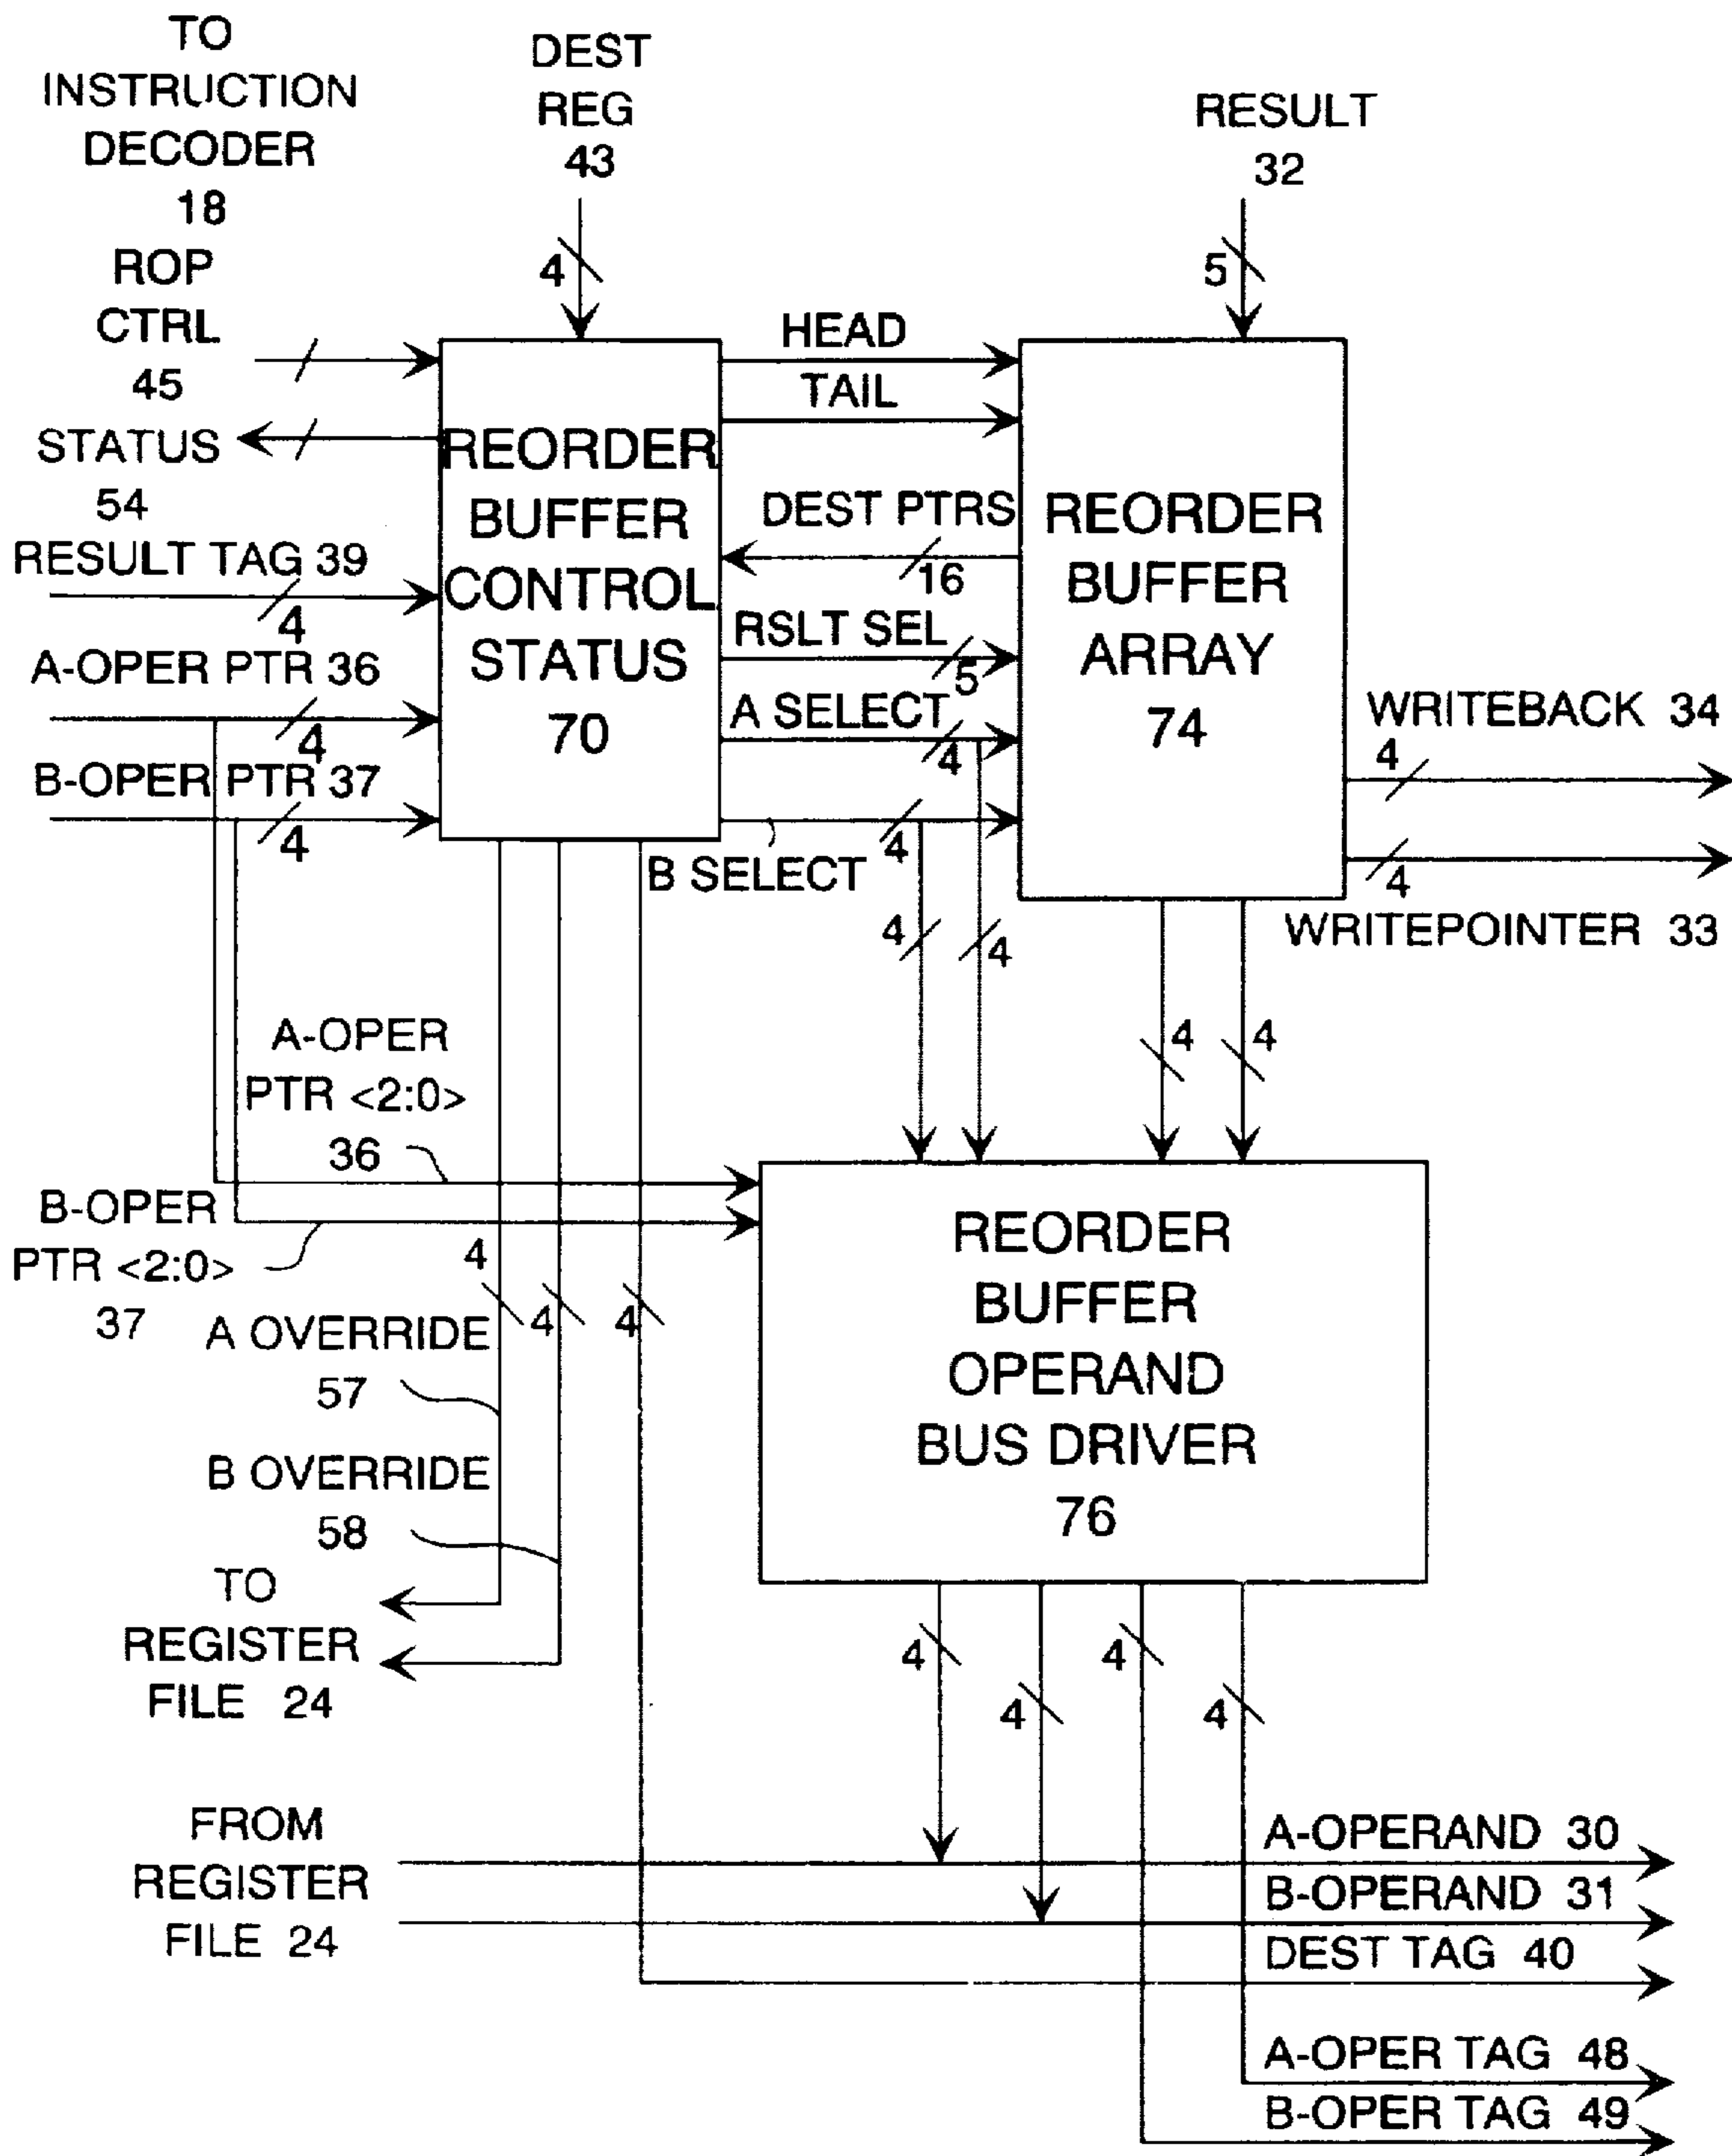 TO
INSTRUCTION
DECODER
18
ROP
CTRL
45
STATUS
54
RESULT TAG 39
4
A-OPER PTR 36
4
B-OPER PTR 37
4
DEST
REG
43
4
RESULT
32
5
REORDER
BUFFER
CONTROL
STATUS
70
HEAD
TAIL
DEST PTRS
16
RSLT SEL
5
A SELECT
4
4
B SELECT
REORDER
BUFFER
ARRAY
74
WRITEBACK 34
4
4
WRITEPOINTER 33
4
4
4
4
A-OPER
PTR <2:0>
36
B-OPER
PTR <2:0>
37
4
4
4
A OVERRIDE
57
B OVERRIDE
58
TO
REGISTER
FILE 24
REORDER
BUFFER
OPERAND
BUS DRIVER
76
4
4
4
4
FROM
REGISTER
FILE 24
A-OPERAND 30
B-OPERAND 31
DEST TAG 40
A-OPER TAG 48
B-OPER TAG 49